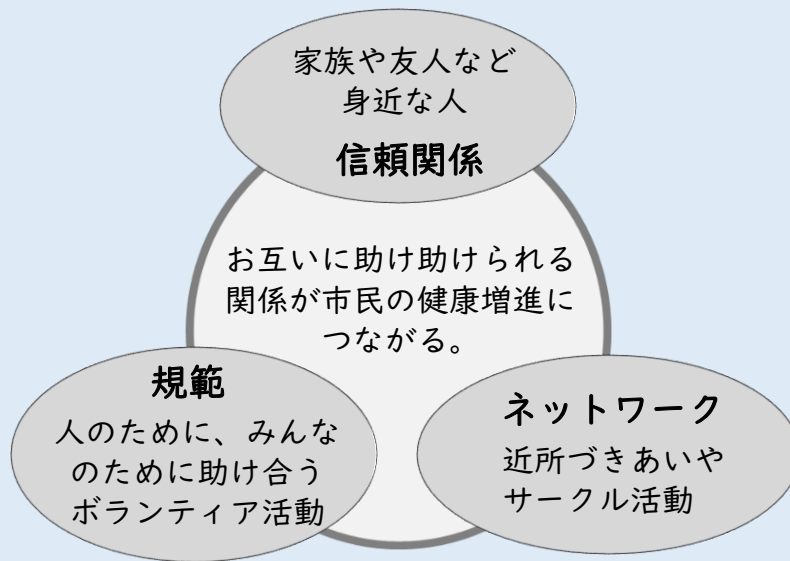 家族や友人など
身近な人
信頼関係
お互いに助け助けられる
関係が市民の健康増進に
つながる。
規範
人のために、みんな
のために助け合う
ボランティア活動
ネットワーク
近所づきあいや
サークル活動